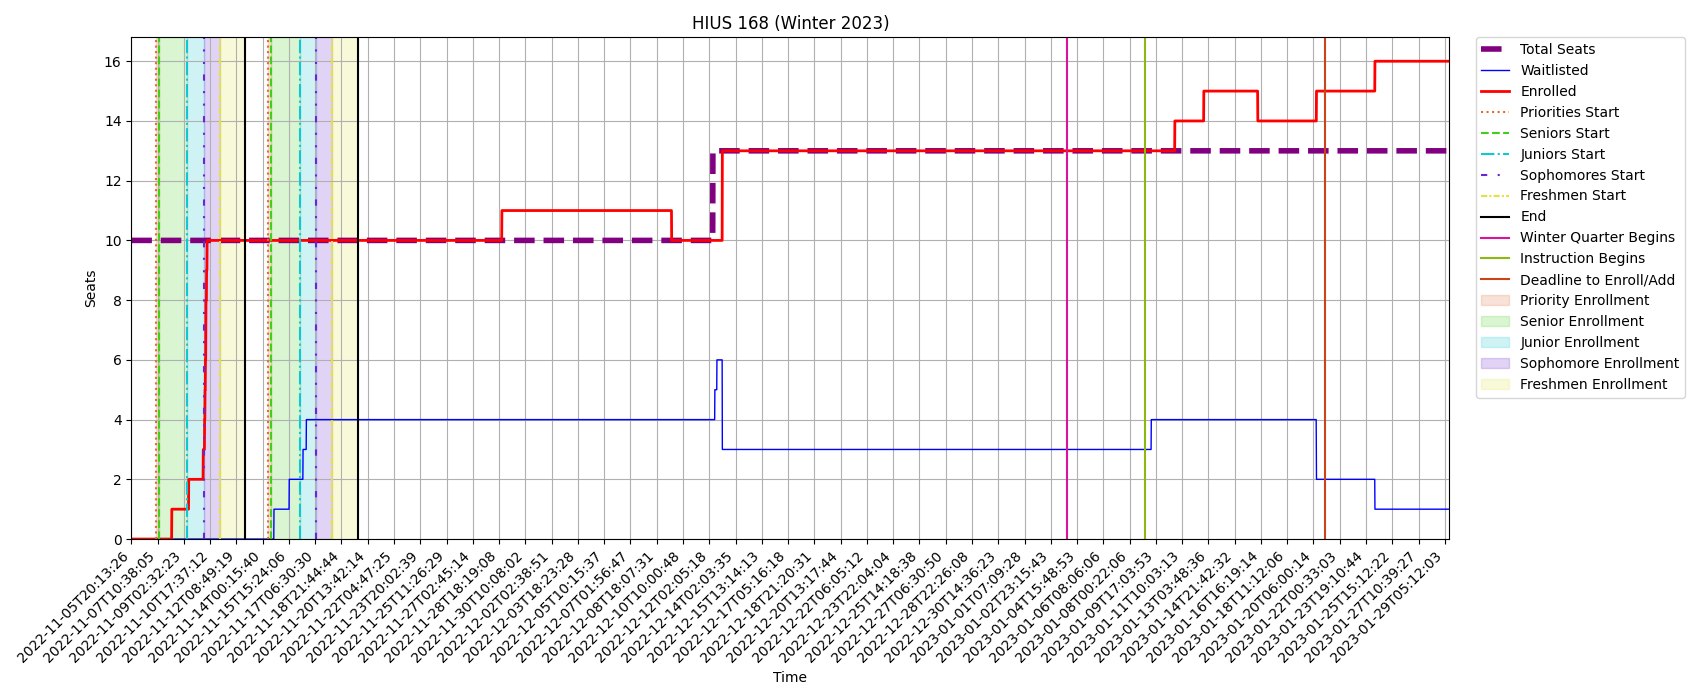 HIUS 168 (Winter 2023)
Seats
16
14
12
10
8
6
4
2
0
2022-11-05T20:13:26
2022-11-07T10:38:05
2022-11-09T02:32:23
2022-11-10T17:37:12
2022-11-12T08:49:19
2022-11-14T00:15:40
2022-11-15T15:24:06
2022-11-17T06:30:30
2022-11-18T21:44:44
2022-11-20T13:42:14
2022-11-22T04:47:25
2022-11-23T20:02:39
2022-11-25T11:26:29
2022-11-27T02:45:14
2022-11-28T18:19:08
2022-11-30T10:08:02
2022-12-02T02:38:51
2022-12-03T18:23:28
2022-12-05T10:15:37
2022-12-07T01:56:47
2022-12-08T18:07:31
2022-12-10T10:00:48
2022-12-12T02:05:18
2022-12-14T02:03:35
2022-12-15T13:14:13
2022-12-17T05:16:18
2022-12-18T21:20:31
2022-12-20T13:17:44
2022-12-22T06:05:12
2022-12-23T22:04:04
2022-12-25T14:18:38
2022-12-27T06:30:50
2022-12-28T22:26:08
2022-12-30T14:36:23
2023-01-01T07:09:28
2023-01-02T23:15:43
2023-01-04T15:48:53
2023-01-06T08:06:06
2023-01-08T00:22:06
2023-01-09T17:03:53
2023-01-11T10:03:13
2023-01-13T03:48:36
2023-01-14T21:42:32
2023-01-16T16:19:14
2023-01-18T11:12:06
2023-01-20T06:00:14
2023-01-22T00:33:03
2023-01-23T19:10:44
2023-01-25T15:12:22
2023-01-27T10:39:27
2023-01-29T05:12:03
Time
Total Seats
Waitlisted
Enrolled
Priorities Start
Seniors Start
Juniors Start
Sophomores Start
Freshmen Start
End
Winter Quarter Begins
Instruction Begins
Deadline to Enroll/Add
Priority Enrollment
Senior Enrollment
Junior Enrollment
Sophomore Enrollment
Freshmen Enrollment